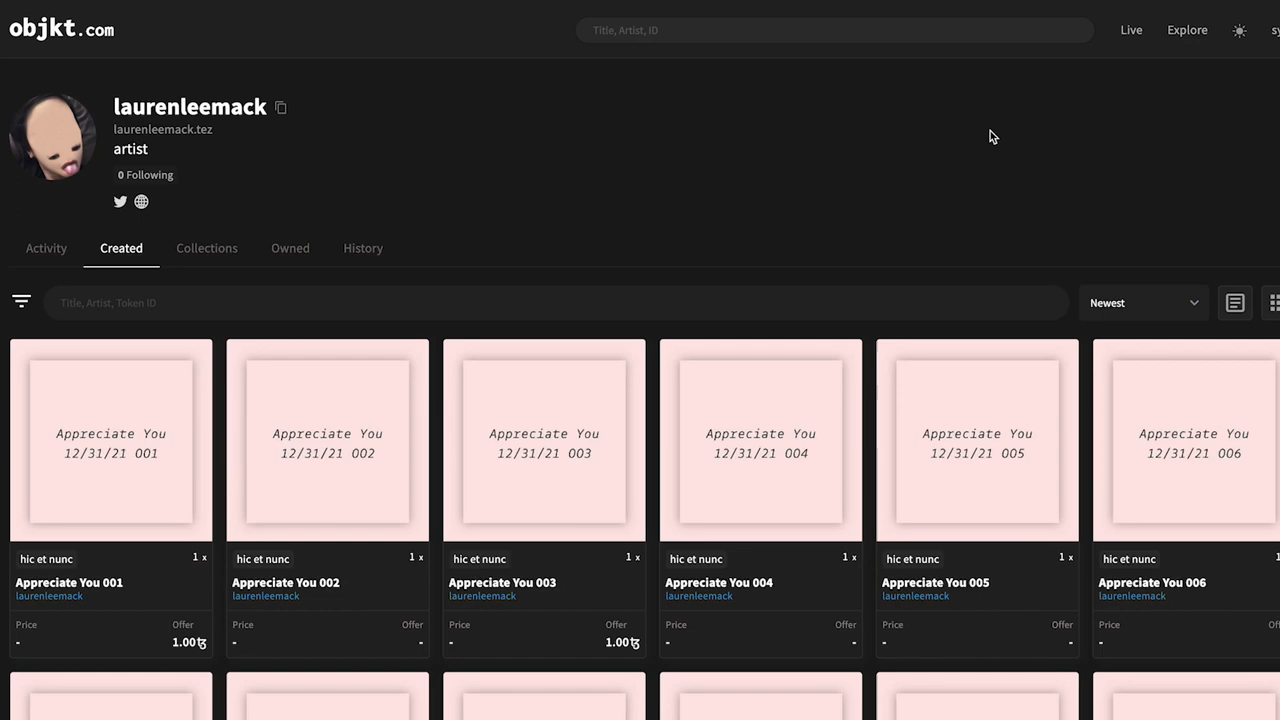 objkt.com
Title, Artist, ID
Live
Explore
laurenleemack
laurenleemack.tez
artist
0 Following
Activity
Created
Collections
Owned
History
Title, Artist, Token ID
Newest
Appreciate You
12/31/21 001
Appreciate You
12/31/21 002
Appreciate You
12/31/21 003
Appreciate You
12/31/21 004
Appreciate You
12/31/21 005
Appreciate You
12/31/21 006
hic et nunc
1 x
hic et nunc
1 x
hic et nunc
1 x
hic et nunc
1 x
hic et nunc
1 x
hic et nunc
Appreciate You 001
laurenleemack
Appreciate You 002
laurenleemack
Appreciate You 003
laurenleemack
Appreciate You 004
laurenleemack
Appreciate You 005
laurenleemack
Appreciate You 006
laurenleemack
Price
Offer
-
1.00ꜩ
Price
Offer
-
-
Price
Offer
-
1.00ꜩ
Price
Offer
-
-
Price
Offer
-
-
Price
-